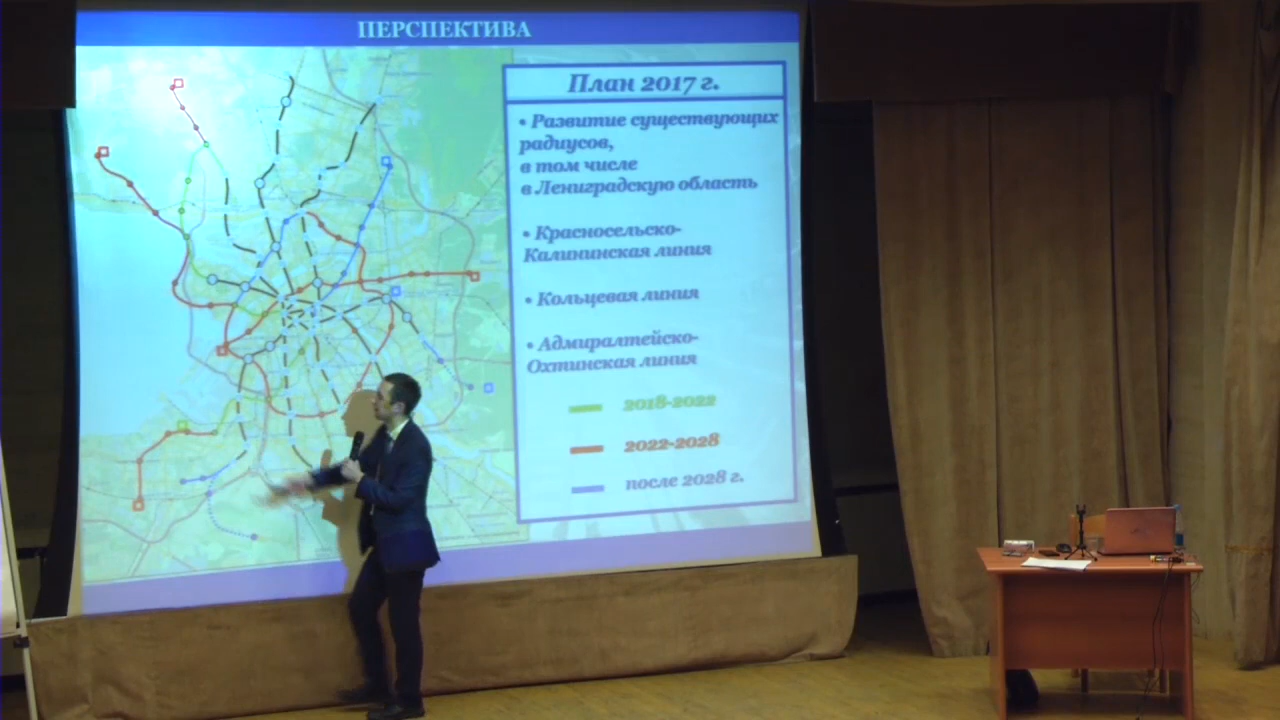 ПЕРСПЕКТИВА
План 2017 г.
• Развитие существующих
радиусов,
в том числе
в Ленинградскую область
• Красносельско-
Калининская линия
• Кольцевая линия
• Адмиралтейско-
Охтинская линия
2018-2022
2022-2028
после 2028 г.